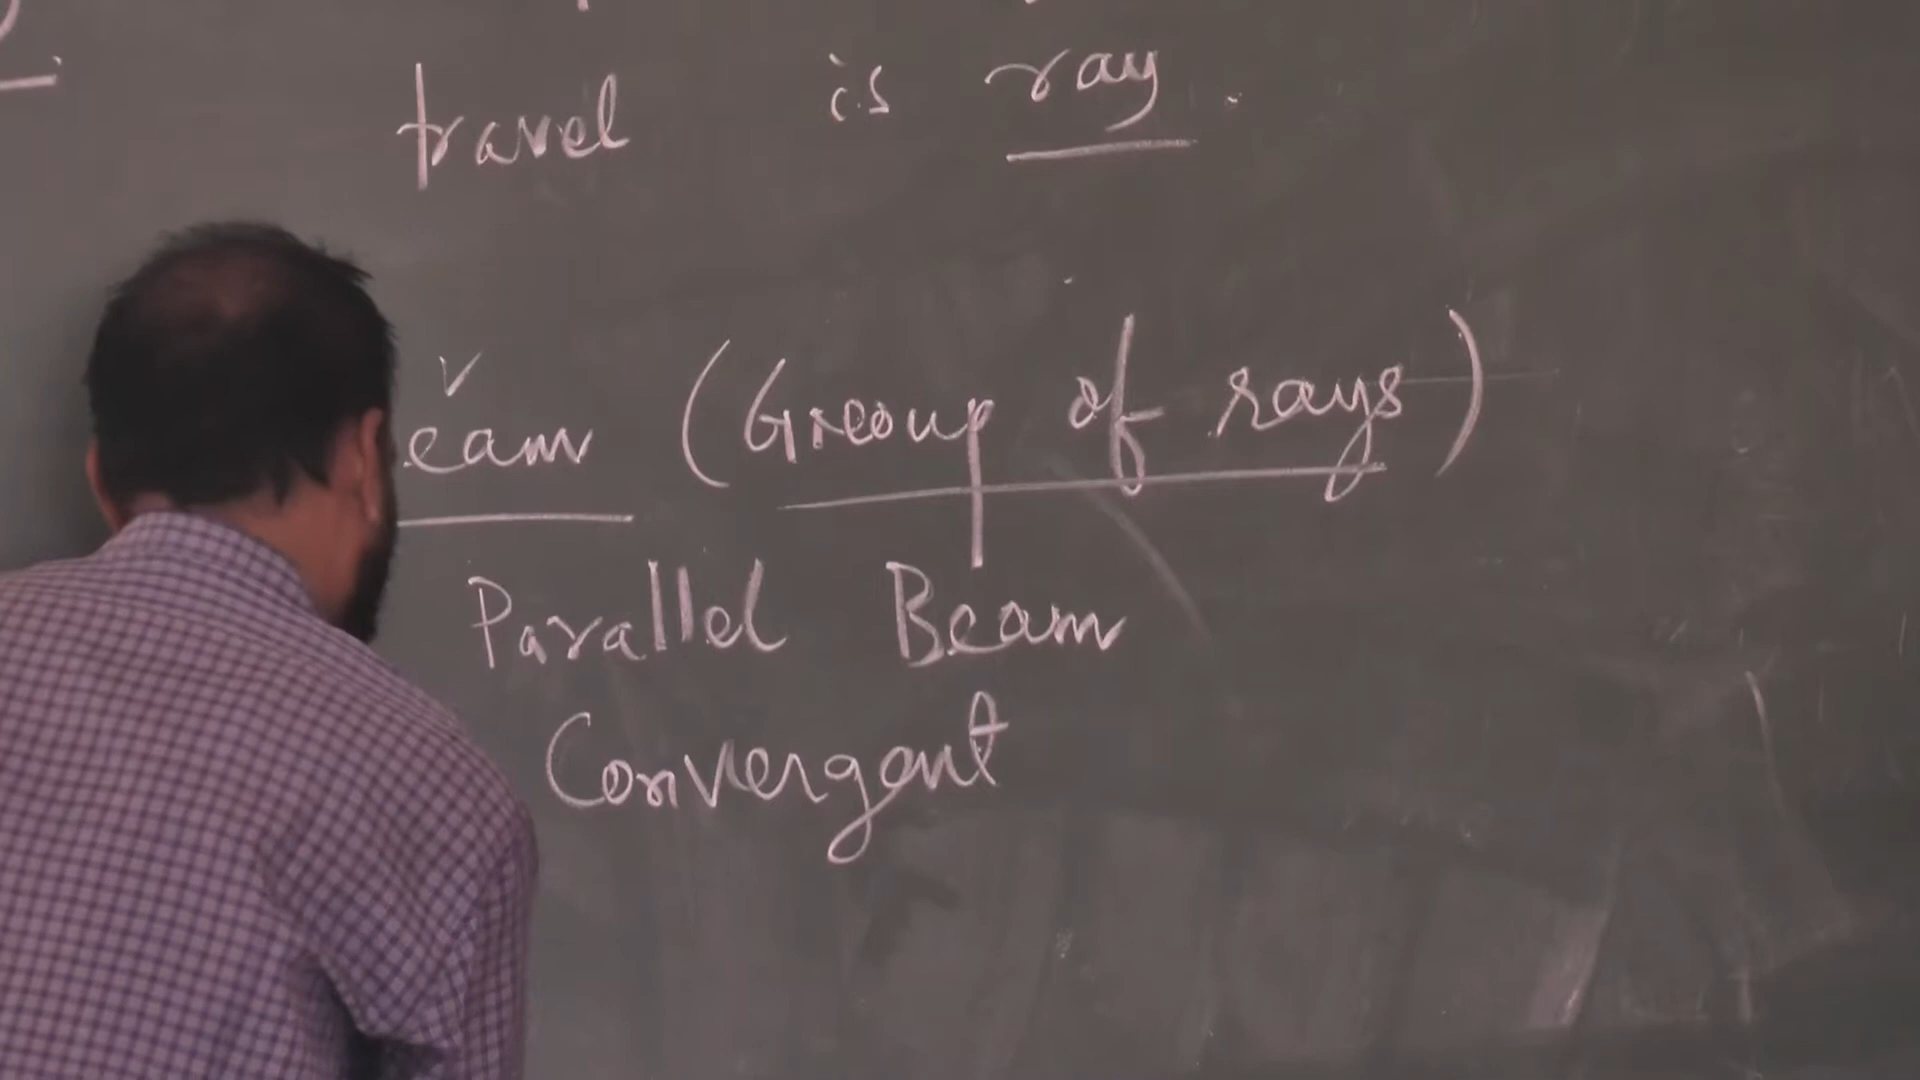 travel is ray.
eam (Group of rays)
Parallel Beam
Convergent